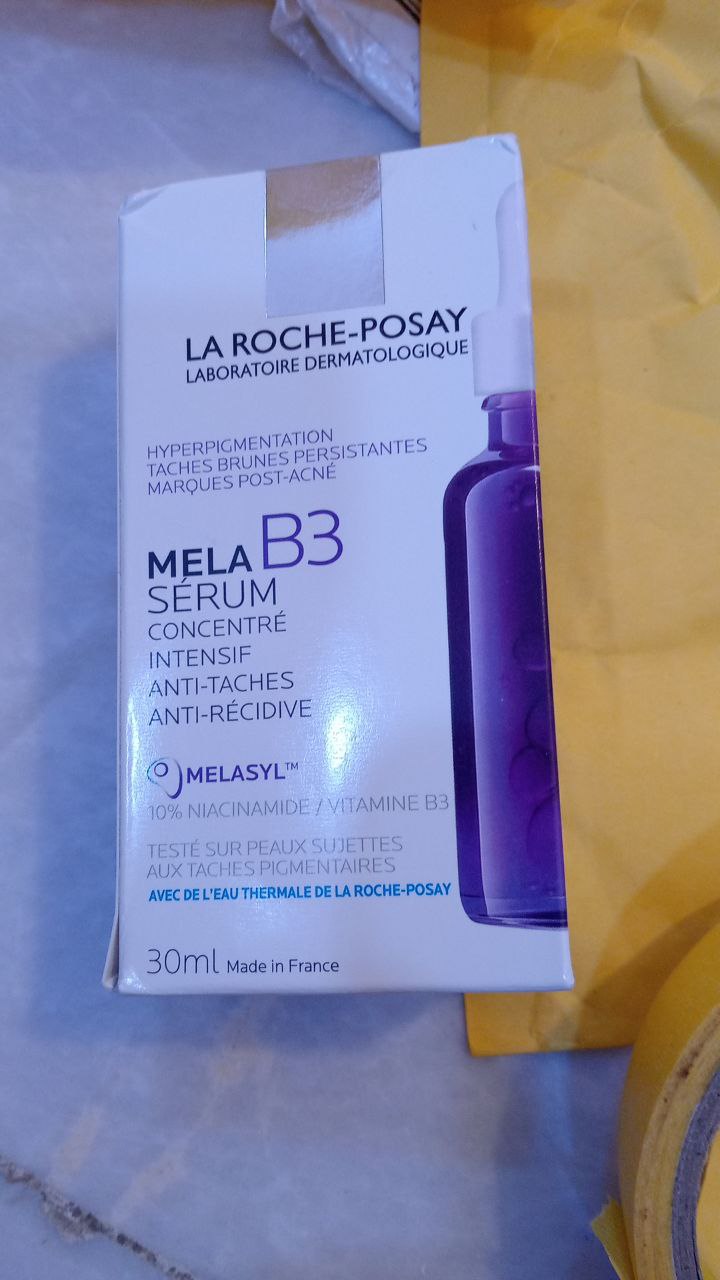 LA ROCHE-POSAY
LABORATOIRE DERMATOLOGIQUE
HYPERPIGMENTATION
TACHES BRUNES PERSISTANTES
MARQUES POST-ACNÉ
MELA B3
SÉRUM
CONCENTRÉ
INTENSIF
ANTI-TACHES
ANTI-RÉCIDIVE
MELASYL™
10% NIACINAMIDE / VITAMINE B3
TESTÉ SUR PEAUX SUJETTES
AUX TACHES PIGMENTAIRES
AVEC DE L'EAU THERMALE DE LA ROCHE-POSAY
30ml Made in France